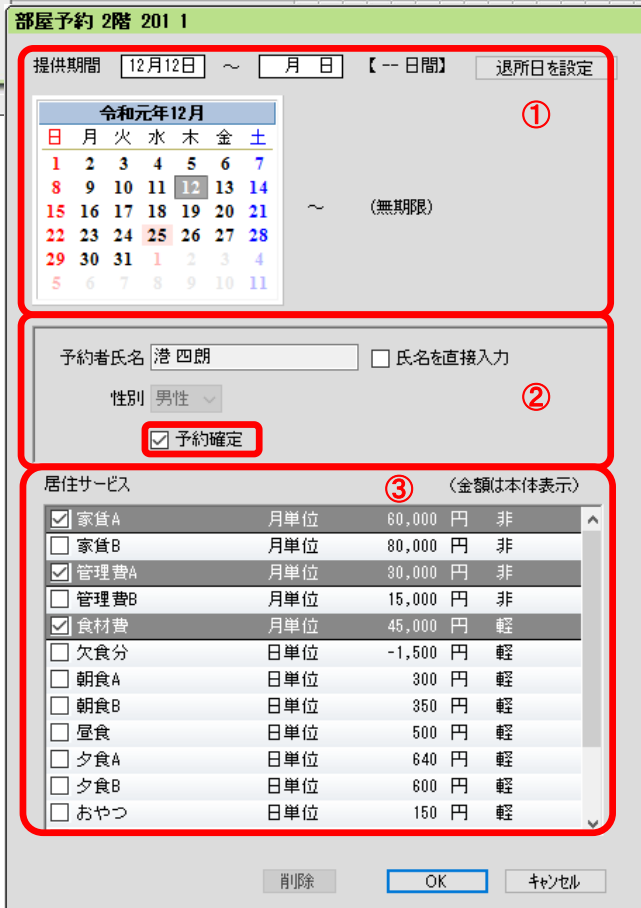 部屋予約 2階 201 1
提供期間 12月12日 ～ 月 日 【 -- 日間】 退所日を設定
①
令和元年12月
日 月 火 水 木 金 土
1 2 3 4 5 6 7
8 9 10 11 12 13 14
15 16 17 18 19 20 21
22 23 24 25 26 27 28
29 30 31 1 2 3 4
5 6 7 8 9 10 11
～ (無期限)
予約者氏名 港 四朗 氏名を直接入力
性別 男性
②
予約確定
居住サービス ③ (金額は本体表示)
家賃A 月単位 60,000 円 非
家賃B 月単位 80,000 円 非
管理費A 月単位 30,000 円 非
管理費B 月単位 15,000 円 非
食材費 月単位 45,000 円 軽
欠食分 日単位 -1,500 円 軽
朝食A 日単位 300 円 軽
朝食B 日単位 350 円 軽
昼食 日単位 500 円 軽
夕食A 日単位 640 円 軽
夕食B 日単位 600 円 軽
おやつ 日単位 150 円 軽
削除 OK キャンセル